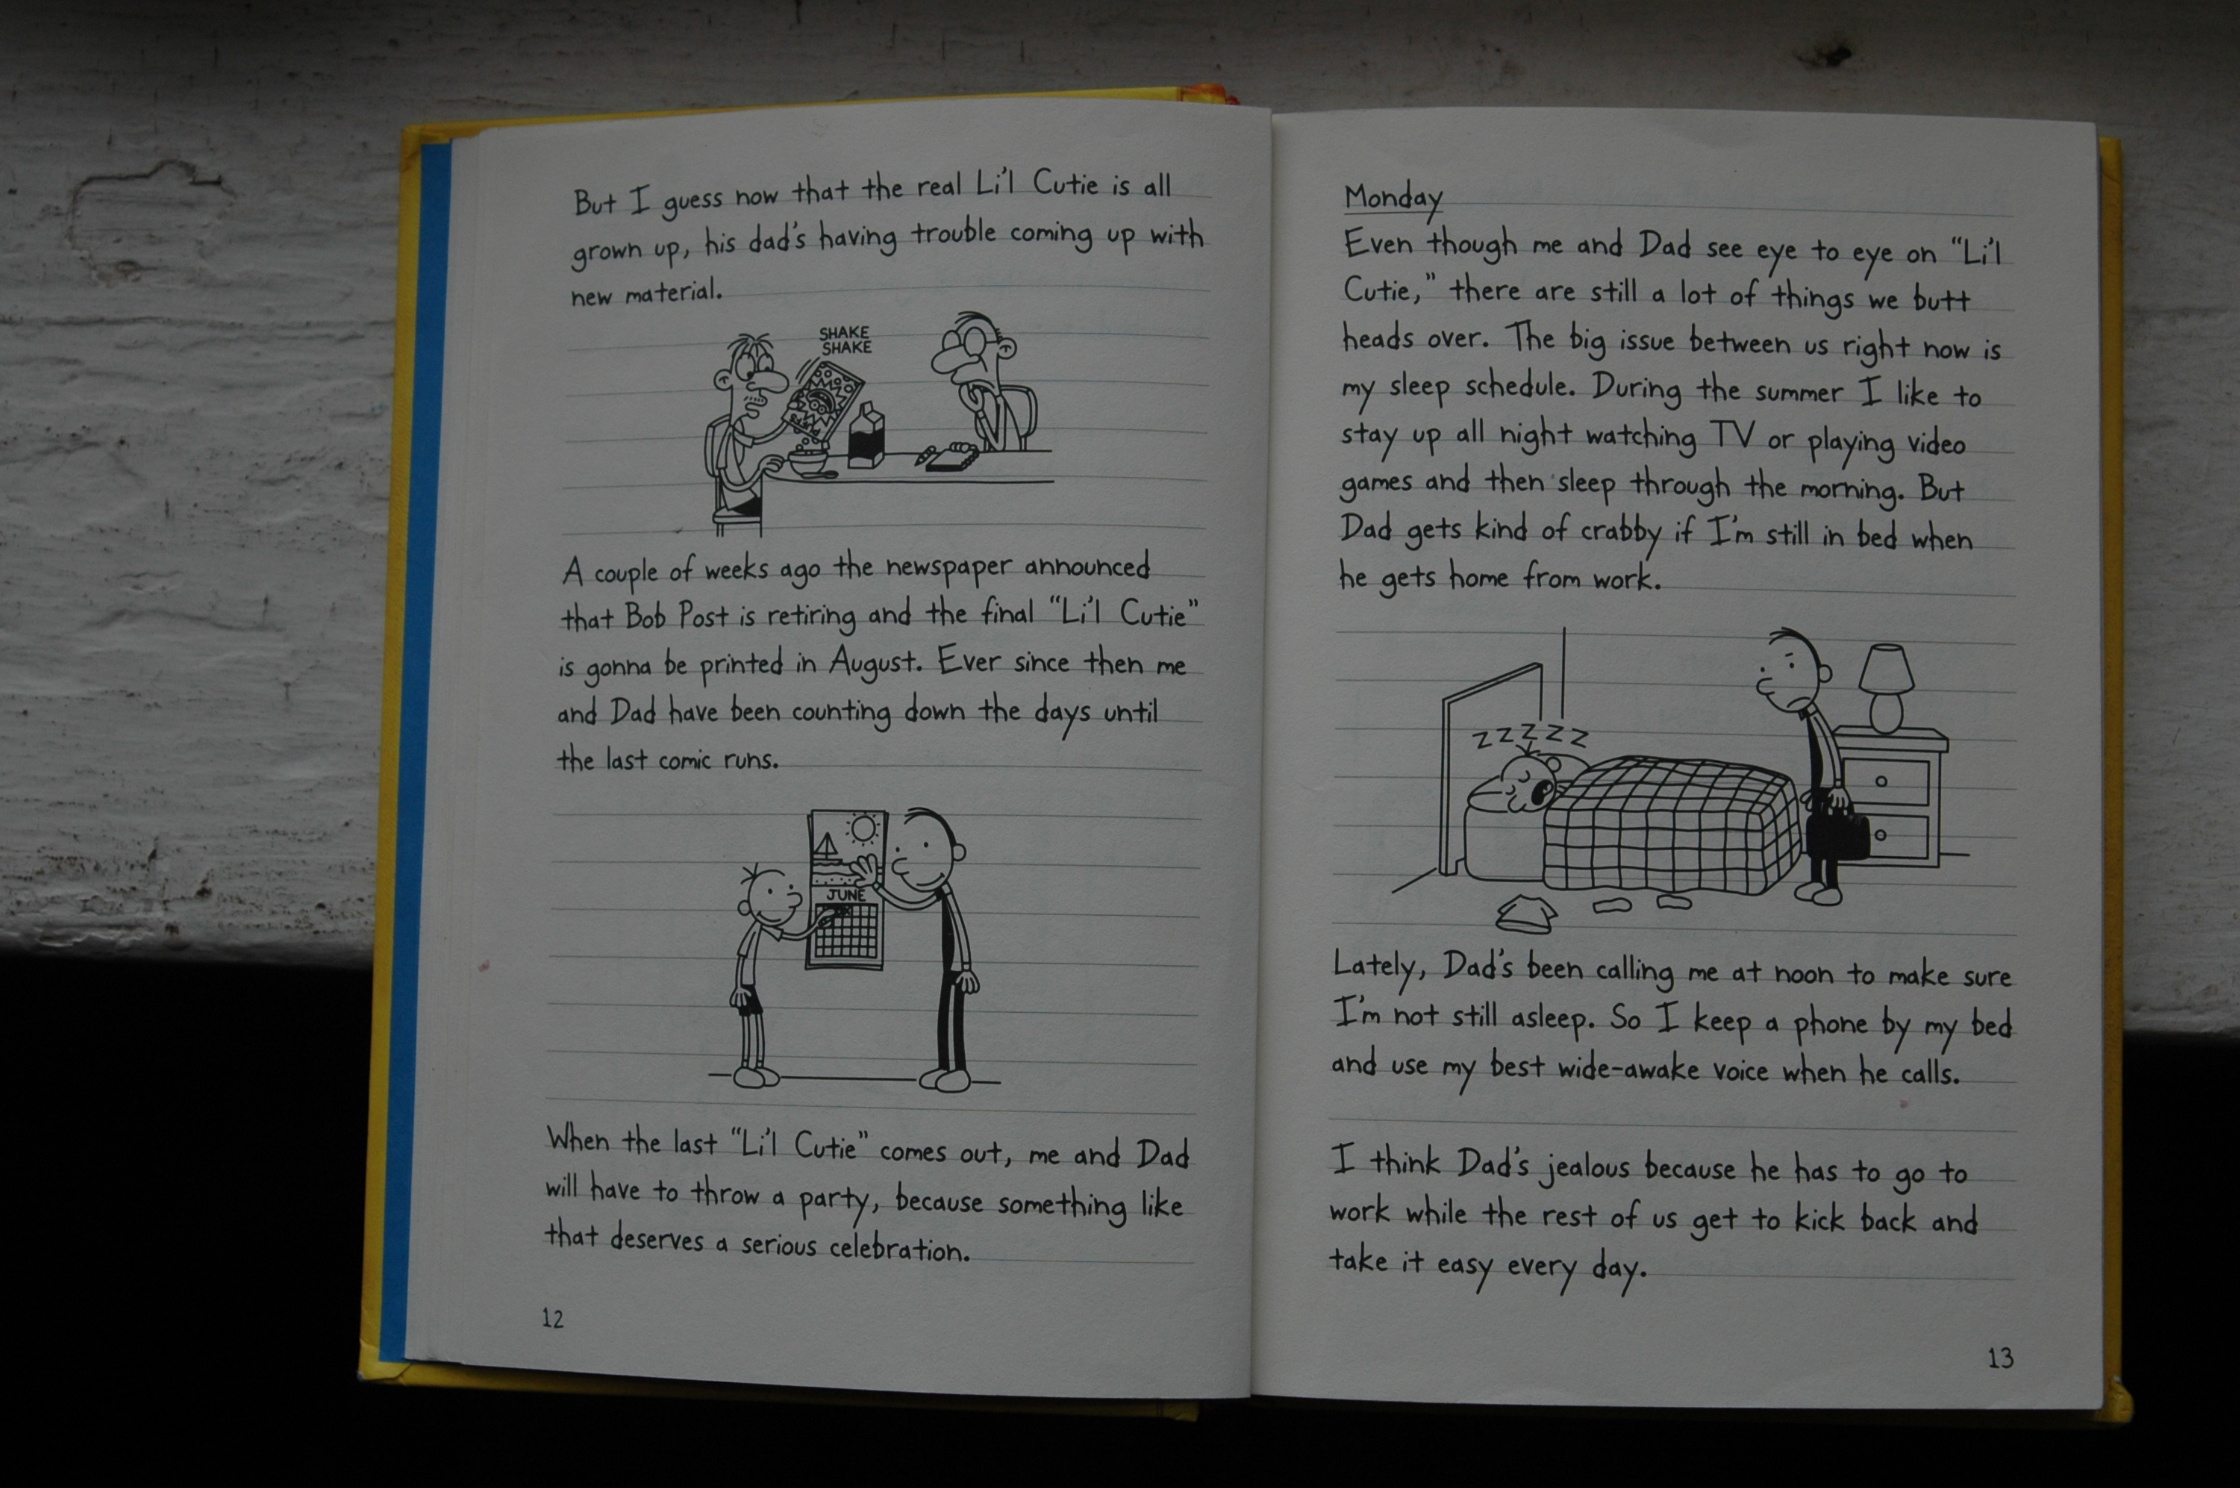 But I guess now that the real Li'l Cutie is all
grown up, his dad's having trouble coming up with
new material.
SHAKE
SHAKE
A couple of weeks ago the newspaper announced
that Bob Post is retiring and the final "Li'l Cutie"
is gonna be printed in August. Ever since then me
and Dad have been counting down the days until
the last comic runs.
JUNE
When the last "Li'l Cutie" comes out, me and Dad
will have to throw a party, because something like
that deserves a serious celebration.
12
Monday
Even though me and Dad see eye to eye on "Li'l
Cutie," there are still a lot of things we butt
heads over. The big issue between us right now is
my sleep schedule. During the summer I like to
stay up all night watching TV or playing video
games and then sleep through the morning. But
Dad gets kind of crabby if I'm still in bed when
he gets home from work.
ZZZZZ
Lately, Dad's been calling me at noon to make sure
I'm not still asleep. So I keep a phone by my bed
and use my best wide-awake voice when he calls.
I think Dad's jealous because he has to go to
work while the rest of us get to kick back and
take it easy every day.
13